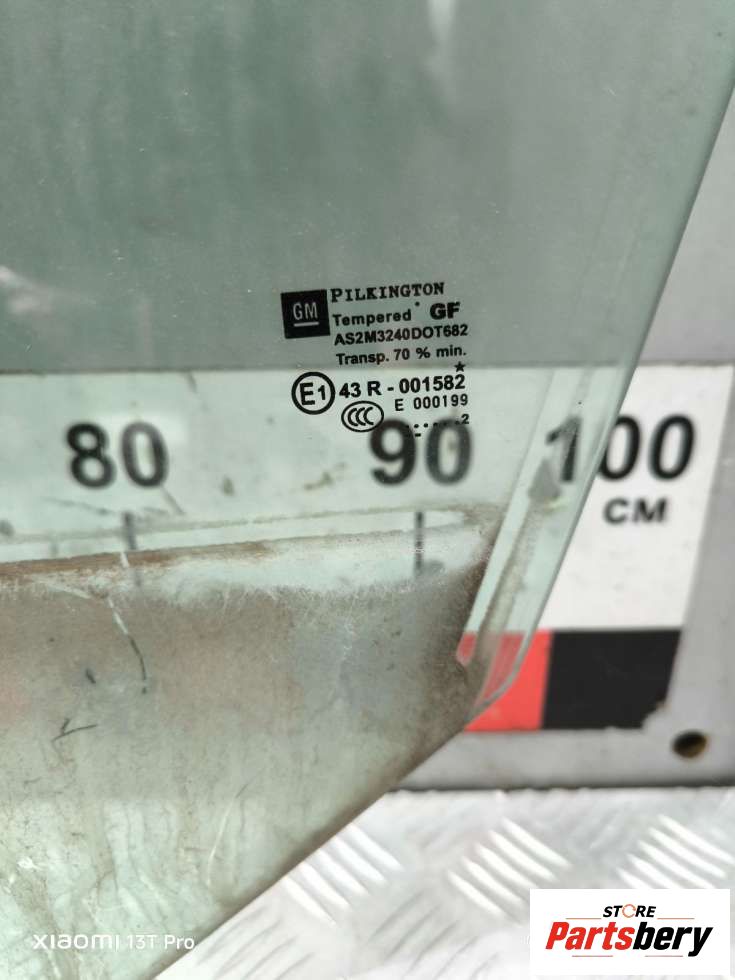 GM
PILKINGTON
Tempered GF
AS2M3240DOT682
Transp. 70 % min.
E1 43 R - 001582
CCC E 000199
......2
80 90 100
CM
XIAOMI 13T Pro
STORE
Partsbery